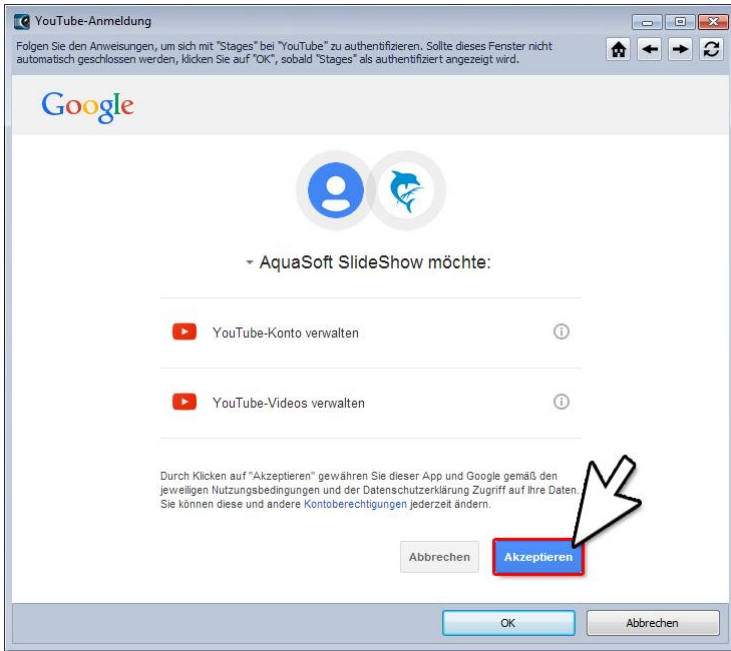 YouTube-Anmeldung
Folgen Sie den Anweisungen, um sich mit "Stages" bei "YouTube" zu authentifizieren. Sollte dieses Fenster nicht
automatisch geschlossen werden, klicken Sie auf "OK", sobald "Stages" als authentifiziert angezeigt wird.
Google
AquaSoft SlideShow möchte:
YouTube-Konto verwalten
YouTube-Videos verwalten
Durch Klicken auf "Akzeptieren" gewähren Sie dieser App und Google gemäß den
jeweiligen Nutzungsbedingungen und der Datenschutzerklärung Zugriff auf Ihre Daten.
Sie können diese und andere Kontoberechtigungen jederzeit ändern.
Abbrechen Akzeptieren
OK Abbrechen